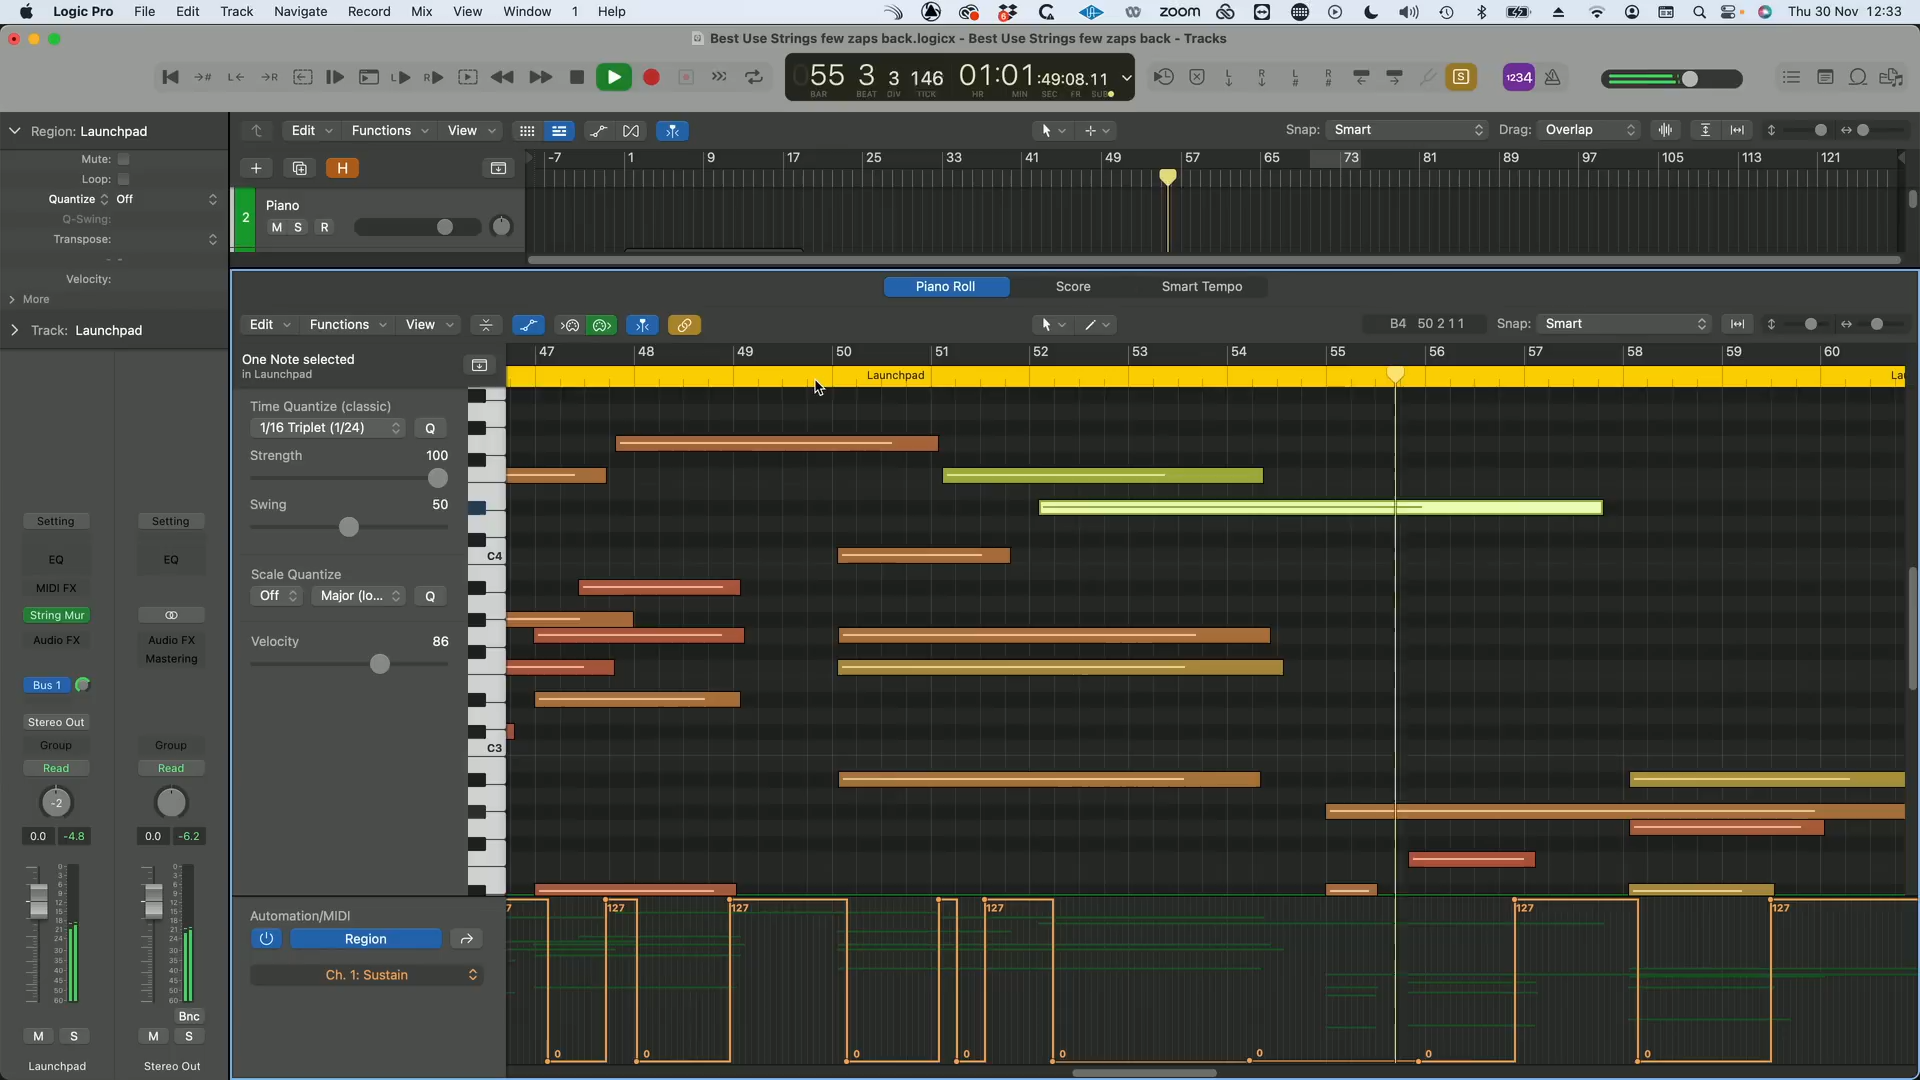 Logic Pro File Edit Track Navigate Record Mix View Window 1 Help 6 zoom Thu 30 Nov 12:33
Best Use Strings few zaps back.logicx - Best Use Strings few zaps back - Tracks
55 3 3 146 01:01:49:08.11
BAR BEAT DIV TICK HR MIN SEC FR SUB
S 1234
Region: Launchpad
Mute:
Loop:
Quantize Off
Q-Swing:
Transpose:
- -
Velocity:
More
Track: Launchpad
Edit Functions View Snap: Smart Drag: Overlap
H
-7 1 9 17 25 33 41 49 57 65 73 81 89 97 105 113 121
2 Piano
M S R
Piano Roll Score Smart Tempo
Edit Functions View B4 50 2 1 1 Snap: Smart
One Note selected
in Launchpad
47 48 49 50 51 52 53 54 55 56 57 58 59 60
Launchpad La
Time Quantize (classic)
1/16 Triplet (1/24) Q
Strength 100
Swing 50
Scale Quantize
Off Major (lo... Q
Velocity 86
C4
C3
Automation/MIDI
Region
Ch. 1: Sustain
7 127 127 127 127 127
0 0 0 0 0 0 0 0
Setting Setting
EQ EQ
MIDI FX
String Mur
Audio FX Audio FX
Mastering
Bus 1
Stereo Out
Group Group
Read Read
-2
0.0 -4.8 0.0 -6.2
Bnc
M S M S
Launchpad Stereo Out